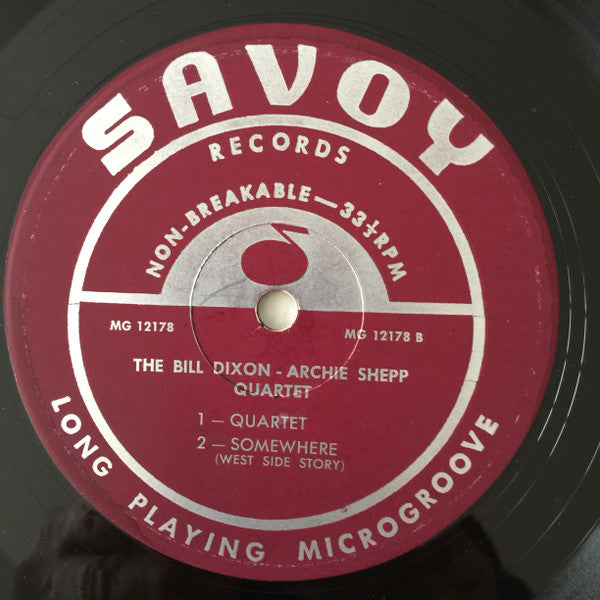 SAVOY
RECORDS
NON-BREAKABLE — 33⅓ RPM
MG 12178
MG 12178 B
THE BILL DIXON - ARCHIE SHEPP
QUARTET
1 — QUARTET
2 — SOMEWHERE
(WEST SIDE STORY)
LONG PLAYING MICROGROOVE